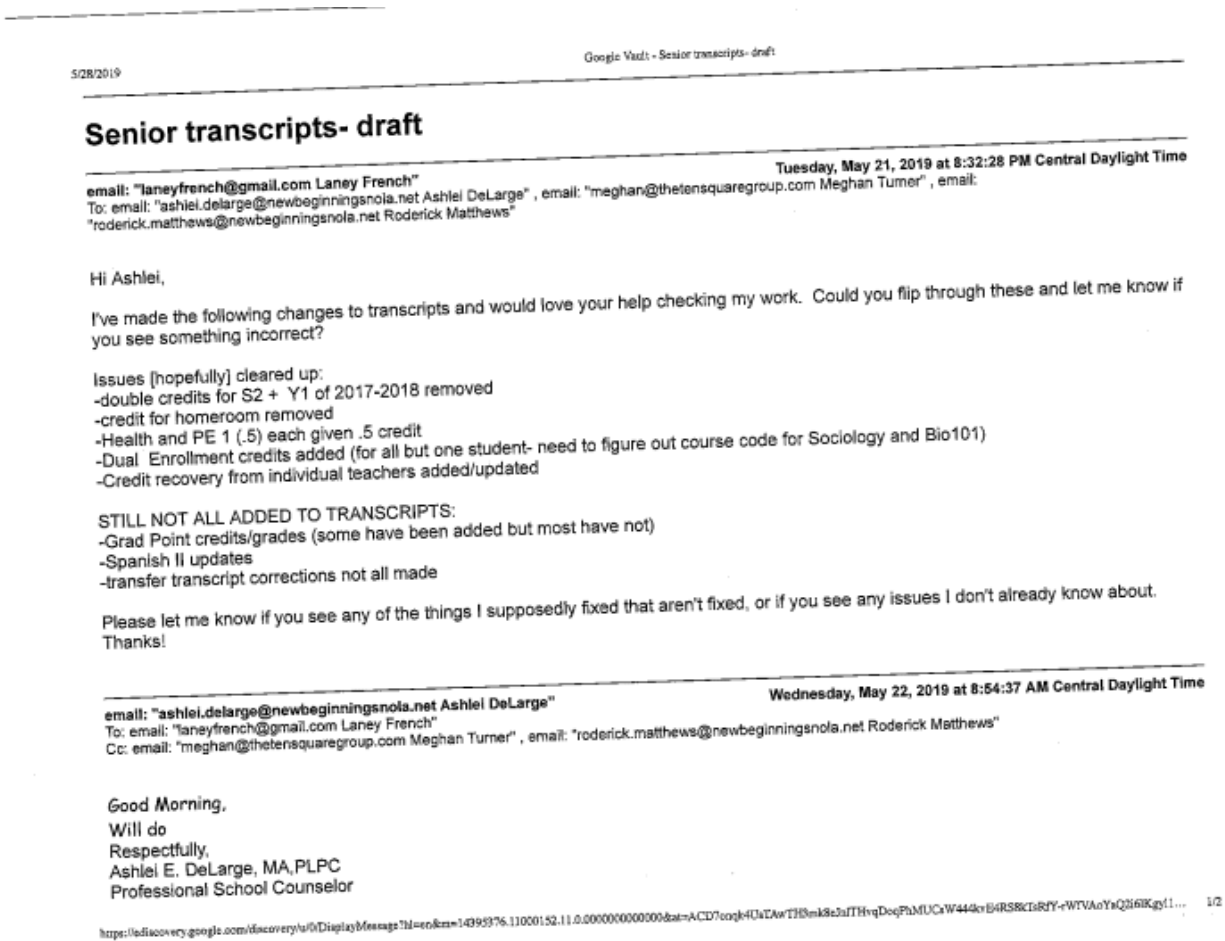 5/28/2019
Google Vault - Senior transcripts- draft
Senior transcripts- draft
email: "laneyfrench@gmail.com Laney French"
Tuesday, May 21, 2019 at 8:32:28 PM Central Daylight Time
To: email: "ashlei.delarge@newbeginningsnola.net Ashlei DeLarge" , email: "meghan@thetensquaregroup.com Meghan Turner" , email:
"roderick.matthews@newbeginningsnola.net Roderick Matthews"
Hi Ashlei,
I've made the following changes to transcripts and would love your help checking my work. Could you flip through these and let me know if
you see something incorrect?
Issues [hopefully] cleared up:
-double credits for S2 + Y1 of 2017-2018 removed
-credit for homeroom removed
-Health and PE 1 (.5) each given .5 credit
-Dual Enrollment credits added (for all but one student- need to figure out course code for Sociology and Bio101)
-Credit recovery from individual teachers added/updated
STILL NOT ALL ADDED TO TRANSCRIPTS:
-Grad Point credits/grades (some have been added but most have not)
-Spanish II updates
-transfer transcript corrections not all made
Please let me know if you see any of the things I supposedly fixed that aren't fixed, or if you see any issues I don't already know about.
Thanks!
email: "ashlei.delarge@newbeginningsnola.net Ashlei DeLarge"
Wednesday, May 22, 2019 at 8:54:37 AM Central Daylight Time
To: email: "laneyfrench@gmail.com Laney French"
Cc: email: "meghan@thetensquaregroup.com Meghan Turner" , email: "roderick.matthews@newbeginningsnola.net Roderick Matthews"
Good Morning,
Will do
Respectfully,
Ashlei E. DeLarge, MA,PLPC
Professional School Counselor
1/2